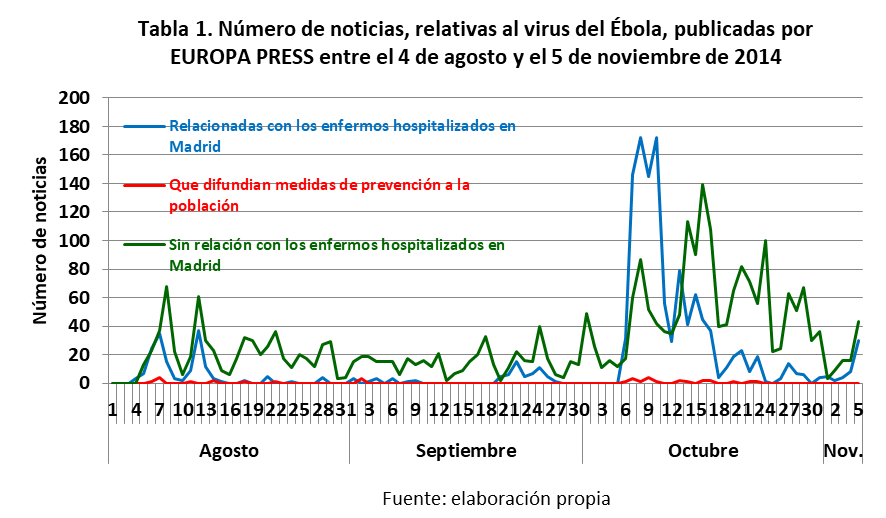 Tabla 1. Número de noticias, relativas al virus del Ébola, publicadas por
EUROPA PRESS entre el 4 de agosto y el 5 de noviembre de 2014
Número de noticias
200
180
160
140
120
100
80
60
40
20
0
Relacionadas con los enfermos hospitalizados en
Madrid
Que difundian medidas de prevención a la
población
Sin relación con los enfermos hospitalizados en
Madrid
1 4 7 10 13 16 19 22 25 28 31 3 6 9 12 15 18 21 24 27 30 3 6 9 12 15 18 21 24 27 30 2 5
Agosto Septiembre Octubre Nov.
Fuente: elaboración propia